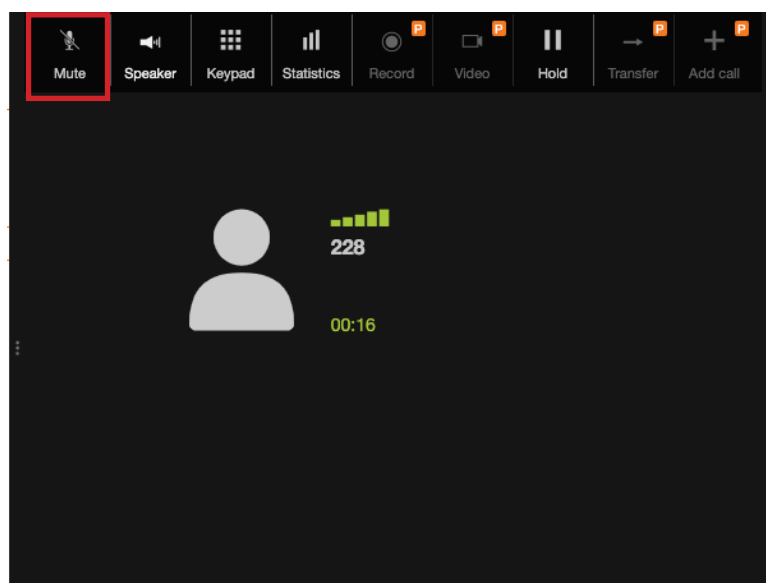 P P P P
Mute Speaker Keypad Statistics Record Video Hold Transfer Add call
228
00:16